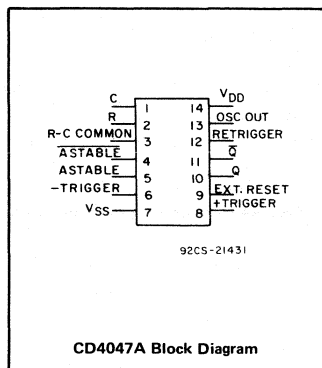 C 1 14 VDD
R 2 13 OSC OUT
R-C COMMON 3 12 RETRIGGER
A̅S̅T̅A̅B̅L̅E̅ 4 11 Q̅
ASTABLE 5 10 Q
-TRIGGER 6 9 EXT. RESET
VSS 7 8 +TRIGGER
92CS-21431
CD4047A Block Diagram